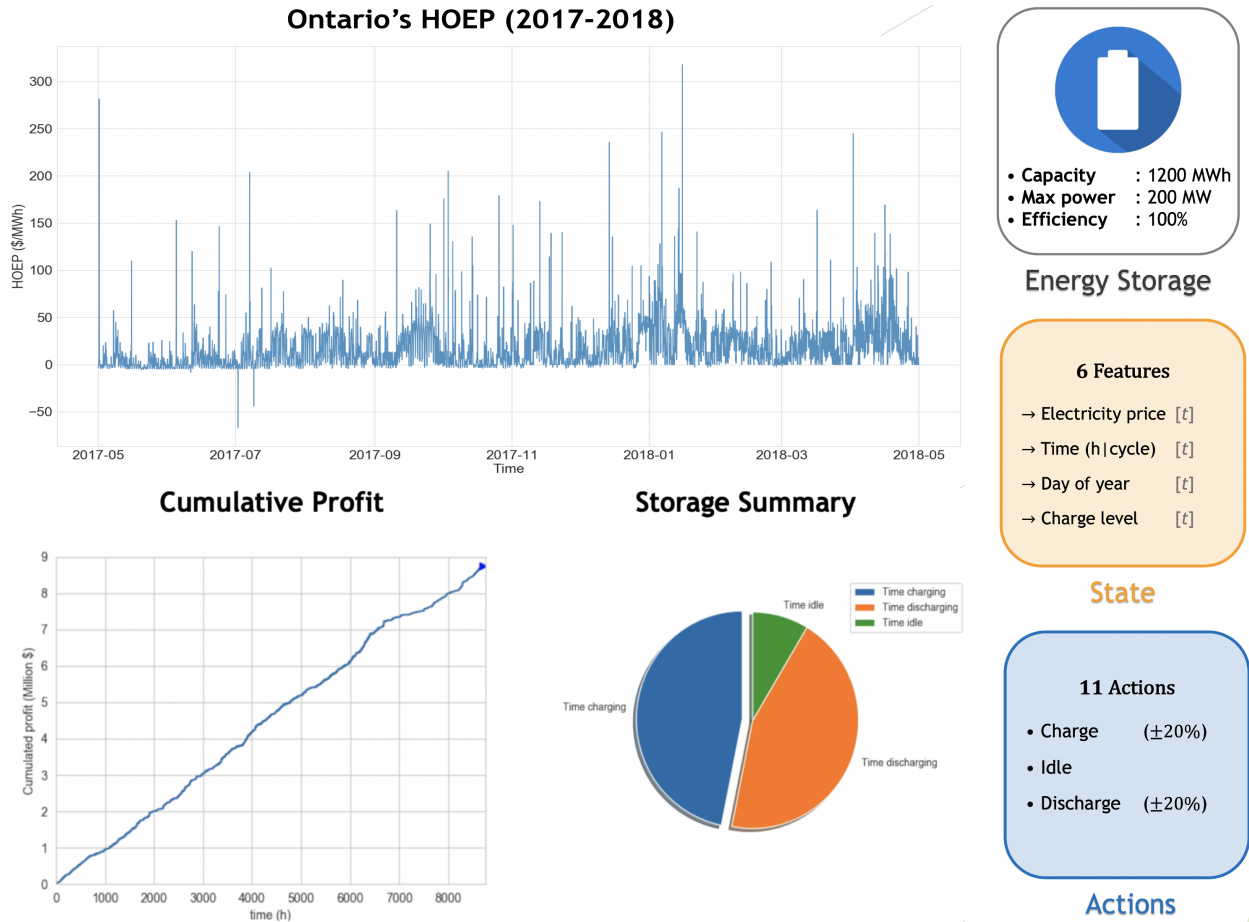 Ontario’s HOEP (2017-2018)
HOEP ($/MWh)
300
250
200
150
100
50
0
−50
2017-05 2017-07 2017-09 2017-11 2018-01 2018-03 2018-05
Time
• Capacity : 1200 MWh
• Max power : 200 MW
• Efficiency : 100%
Energy Storage
6 Features
→ Electricity price [t]
→ Time (h|cycle) [t]
→ Day of year [t]
→ Charge level [t]
State
Cumulative Profit
Cumulated profit (Million $)
9
8
7
6
5
4
3
2
1
0
0 1000 2000 3000 4000 5000 6000 7000 8000
time (h)
Storage Summary
Time charging
Time discharging
Time idle
Time idle
Time charging
Time discharging
11 Actions
• Charge (±20%)
• Idle
• Discharge (±20%)
Actions